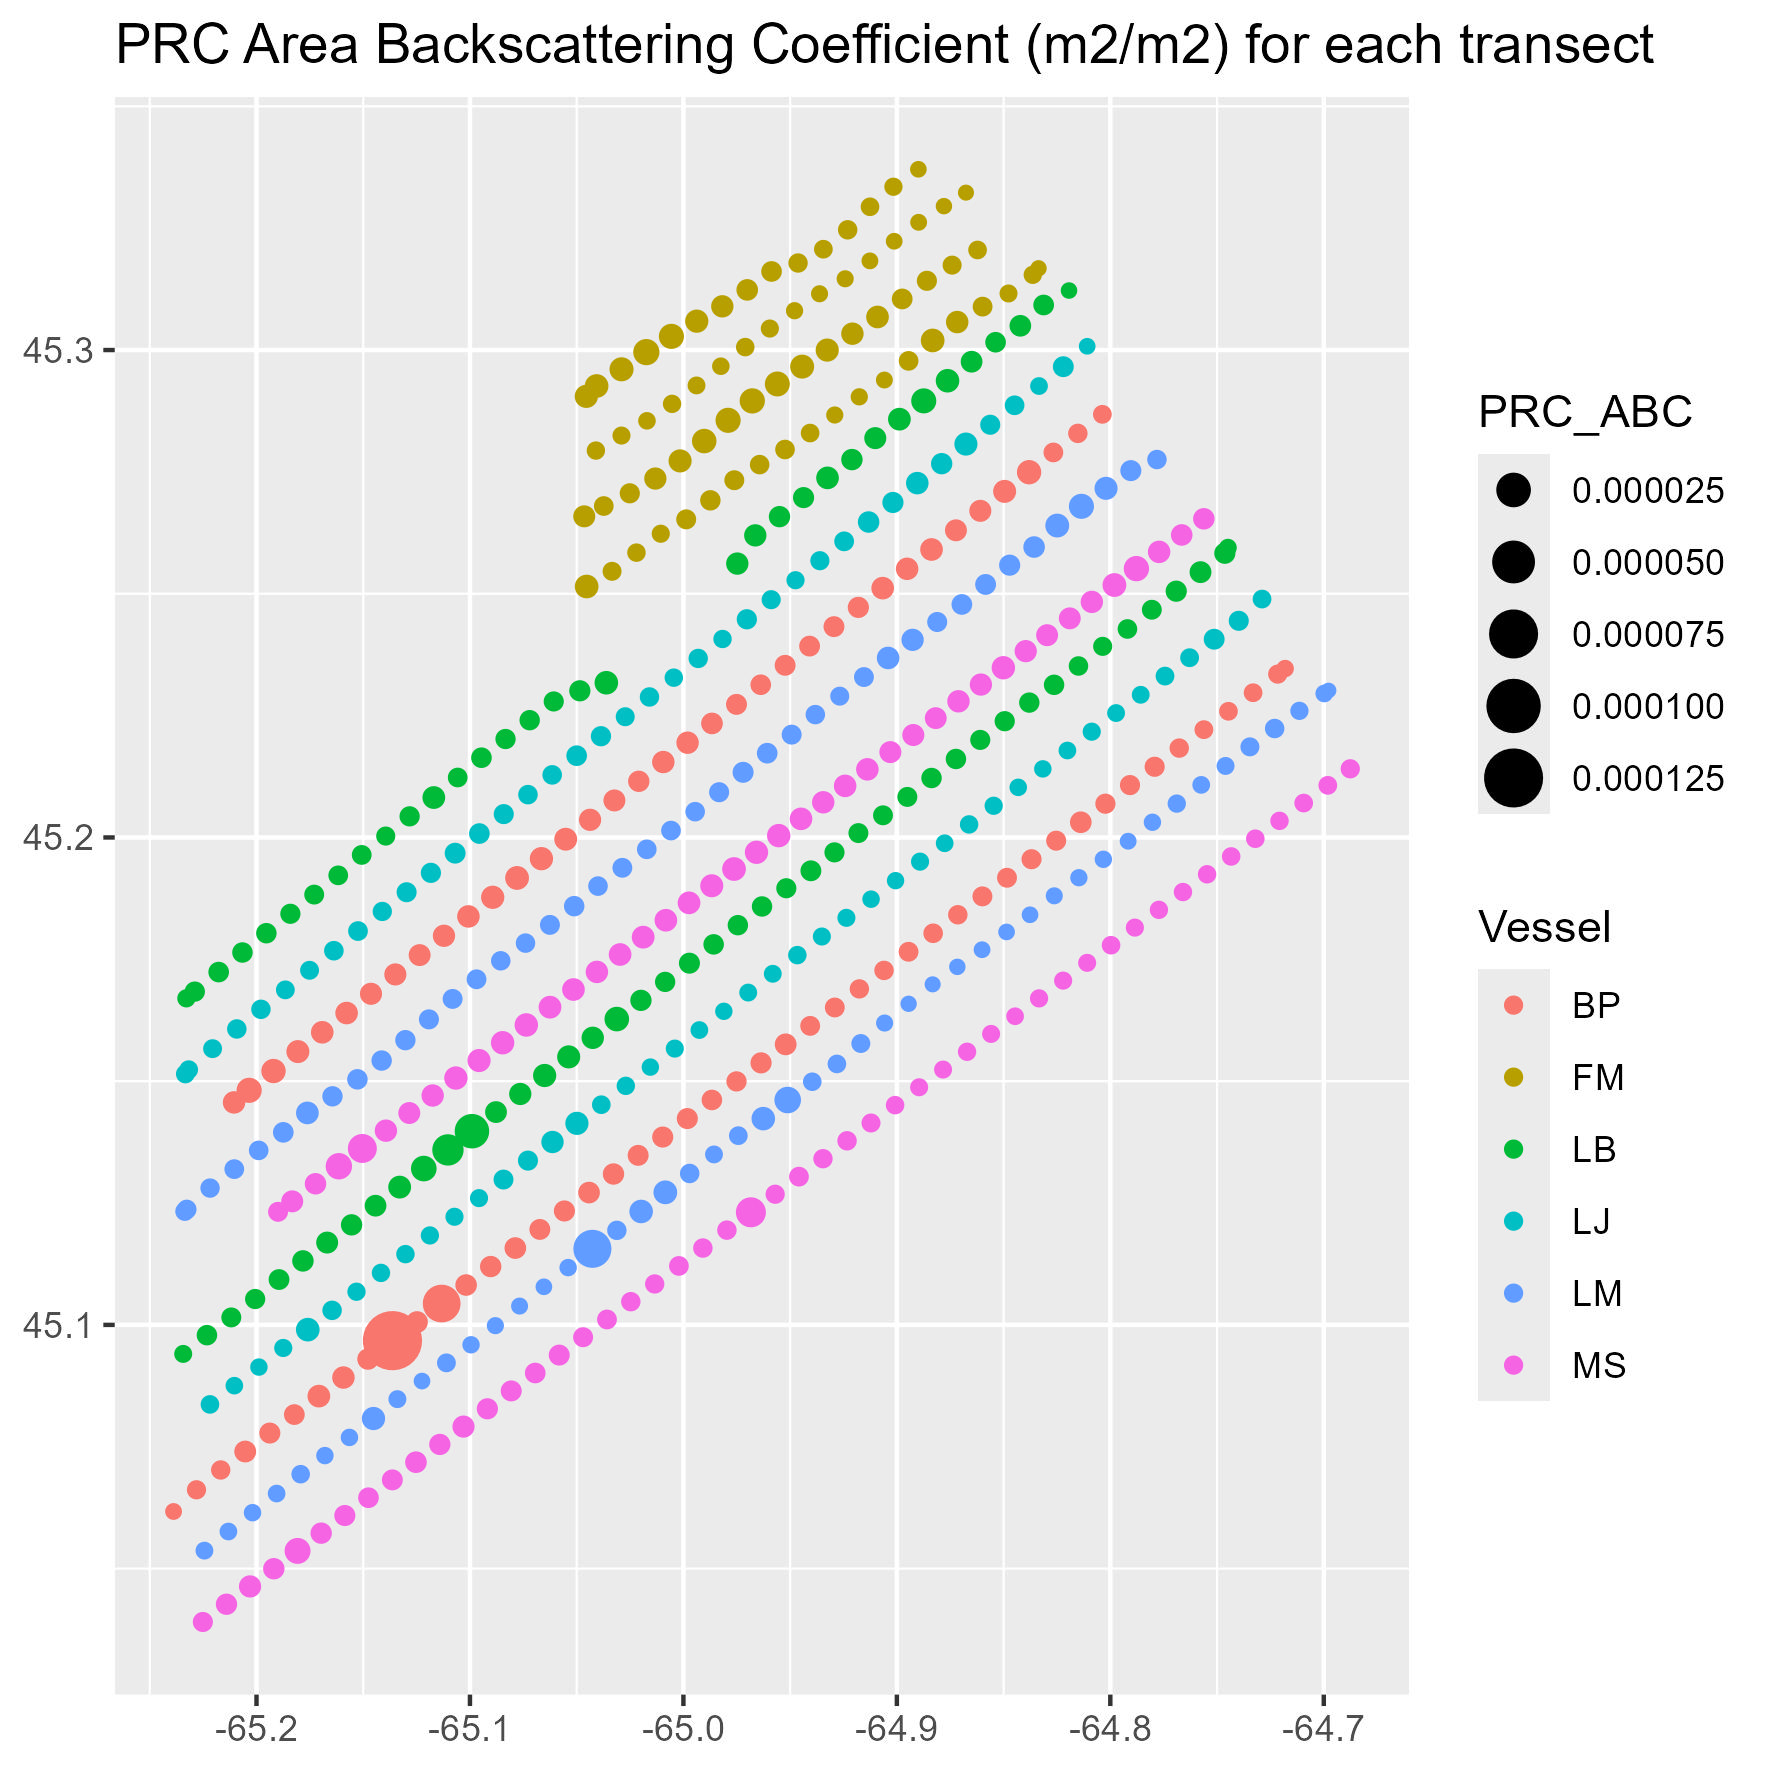 PRC Area Backscattering Coefficient (m2/m2) for each transect
45.3
45.2
45.1
-65.2
-65.1
-65.0
-64.9
-64.8
-64.7
PRC_ABC
0.000025
0.000050
0.000075
0.000100
0.000125
Vessel
BP
FM
LB
LJ
LM
MS